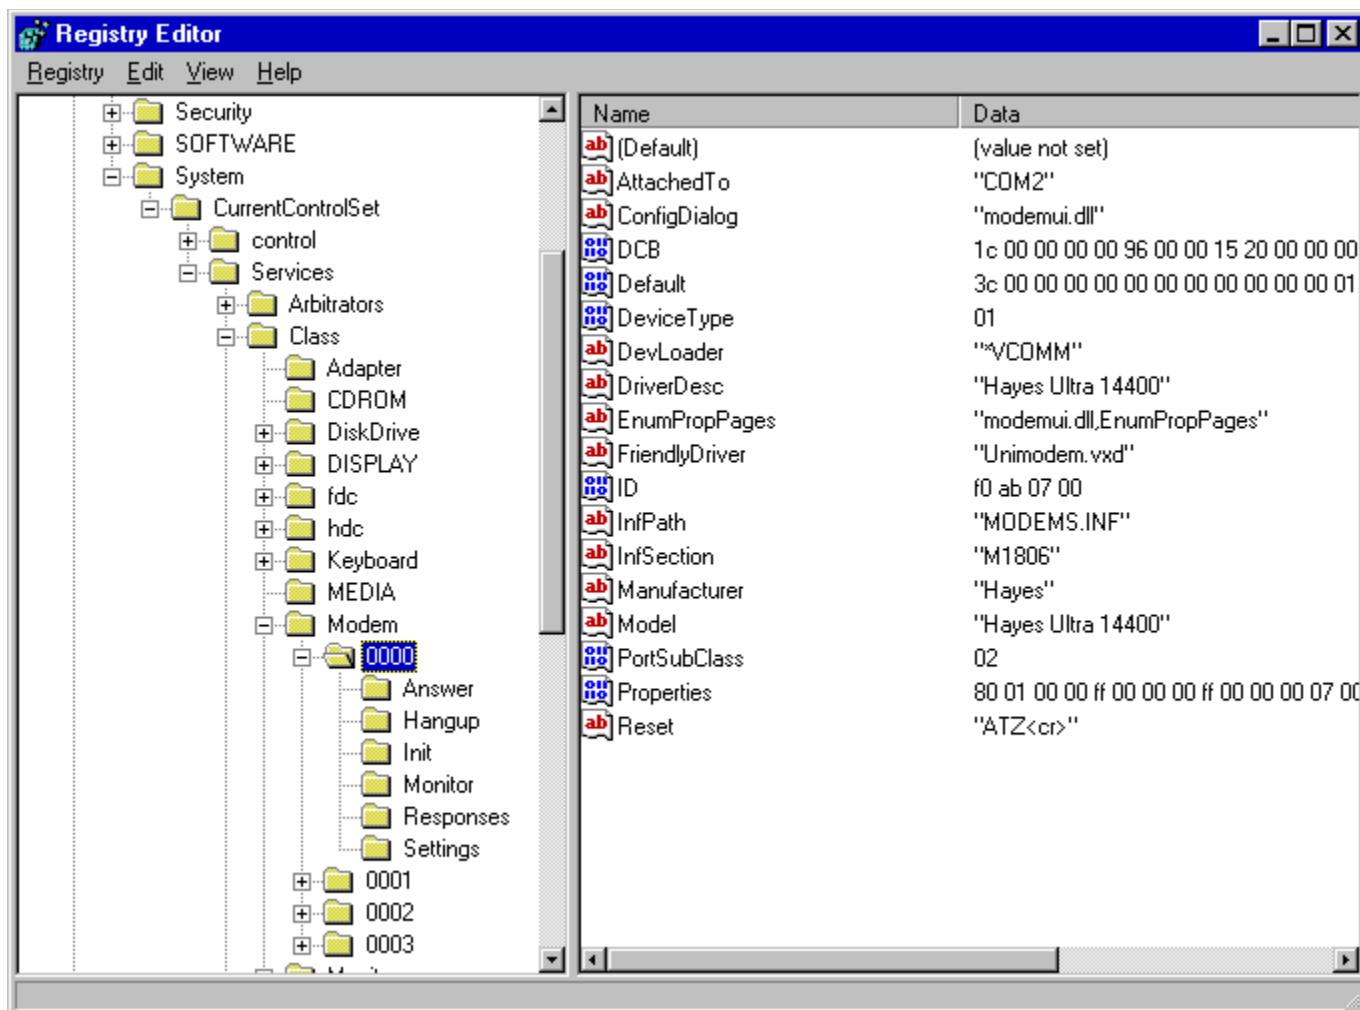 Registry Editor
Registry Edit View Help
Security
SOFTWARE
System
CurrentControlSet
control
Services
Arbitrators
Class
Adapter
CDROM
DiskDrive
DISPLAY
fdc
hdc
Keyboard
MEDIA
Modem
0000
Answer
Hangup
Init
Monitor
Responses
Settings
0001
0002
0003
Name Data
(Default) (value not set)
AttachedTo "COM2"
ConfigDialog "modemui.dll"
DCB 1c 00 00 00 00 96 00 00 15 20 00 00 00
Default 3c 00 00 00 00 00 00 00 00 00 00 00 01
DeviceType 01
DevLoader "*VCOMM"
DriverDesc "Hayes Ultra 14400"
EnumPropPages "modemui.dll,EnumPropPages"
FriendlyDriver "Unimodem.vxd"
ID f0 ab 07 00
InfPath "MODEMS.INF"
InfSection "M1806"
Manufacturer "Hayes"
Model "Hayes Ultra 14400"
PortSubClass 02
Properties 80 01 00 00 ff 00 00 00 ff 00 00 00 07 00
Reset "ATZ<cr>"